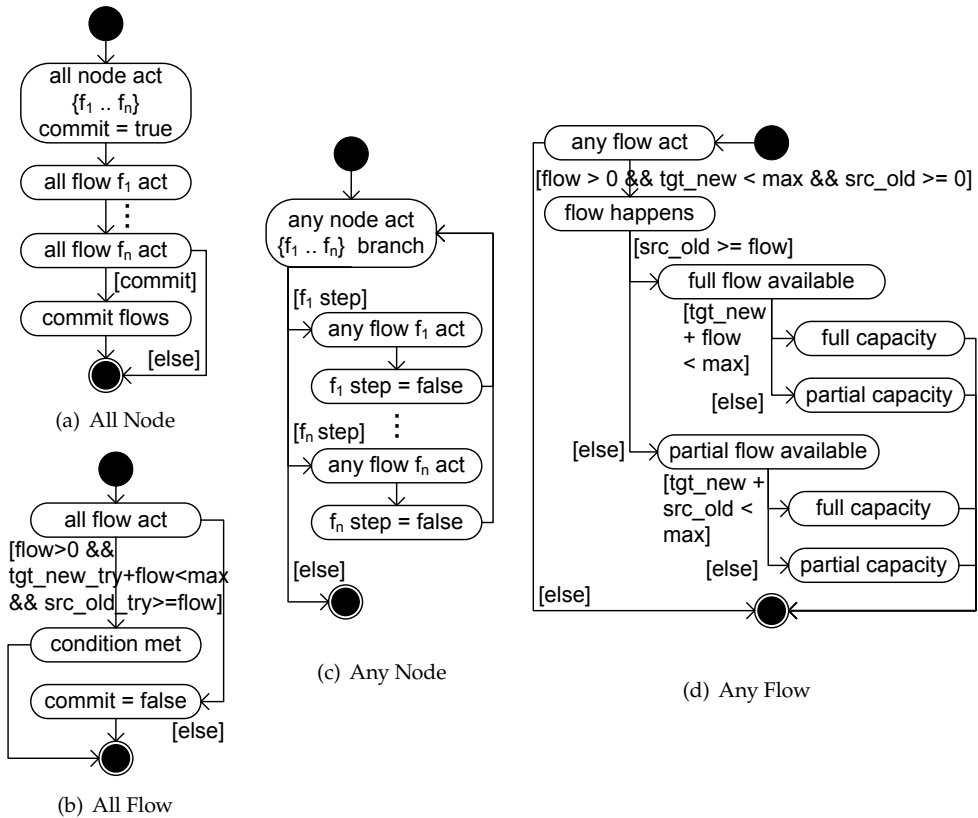 all node act
{f1 .. fn}
commit = true
all flow f1 act
⋮
all flow fn act
[commit]
commit flows
[else]
(a) All Node
all flow act
[flow>0 &&
tgt_new_try+flow<max
&& src_old_try>=flow]
condition met
commit = false
[else]
(b) All Flow
any node act
{f1 .. fn} branch
[f1 step]
any flow f1 act
f1 step = false
⋮
[fn step]
any flow fn act
fn step = false
[else]
(c) Any Node
any flow act
[flow > 0 && tgt_new < max && src_old >= 0]
flow happens
[src_old >= flow]
full flow available
[tgt_new
+ flow
< max]
full capacity
[else]
partial capacity
[else]
partial flow available
[tgt_new +
src_old <
max]
full capacity
[else]
partial capacity
[else]
(d) Any Flow